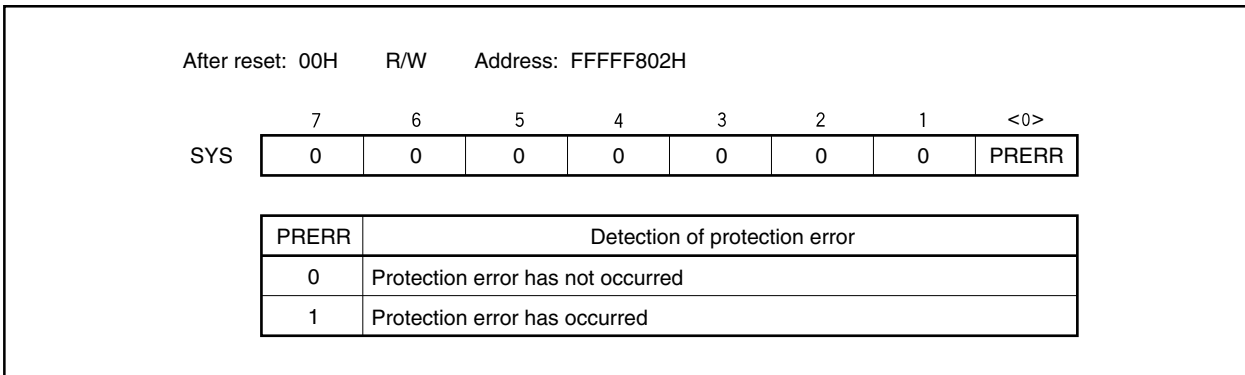 After reset: 00H R/W Address: FFFFF802H
7 6 5 4 3 2 1 <0>
SYS 0 0 0 0 0 0 0 PRERR
PRERR Detection of protection error
0 Protection error has not occurred
1 Protection error has occurred